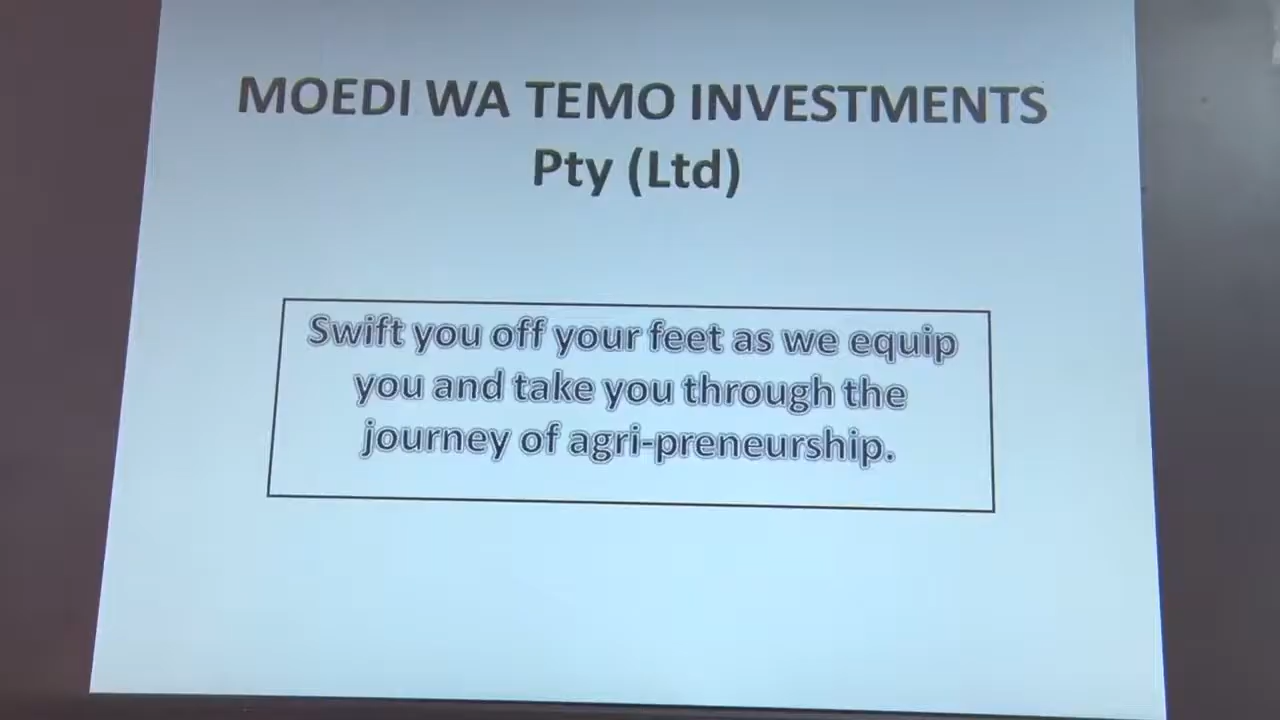 MOEDI WA TEMO INVESTMENTS
Pty (Ltd)
Swift you off your feet as we equip
you and take you through the
journey of agri-preneurship.